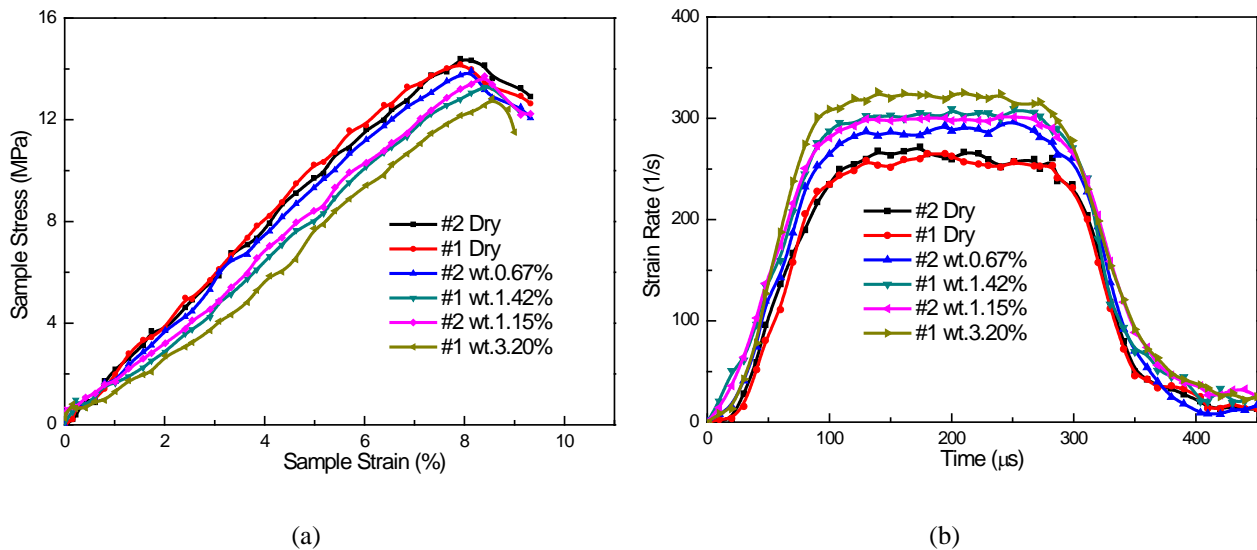 16
12
8
4
0
0
2
4
6
8
10
Sample Stress (MPa)
Sample Strain (%)
#2 Dry
#1 Dry
#2 wt.0.67%
#1 wt.1.42%
#2 wt.1.15%
#1 wt.3.20%
(a)
400
300
200
100
0
0
100
200
300
400
Strain Rate (1/s)
Time (μs)
#2 Dry
#1 Dry
#2 wt.0.67%
#1 wt.1.42%
#2 wt.1.15%
#1 wt.3.20%
(b)